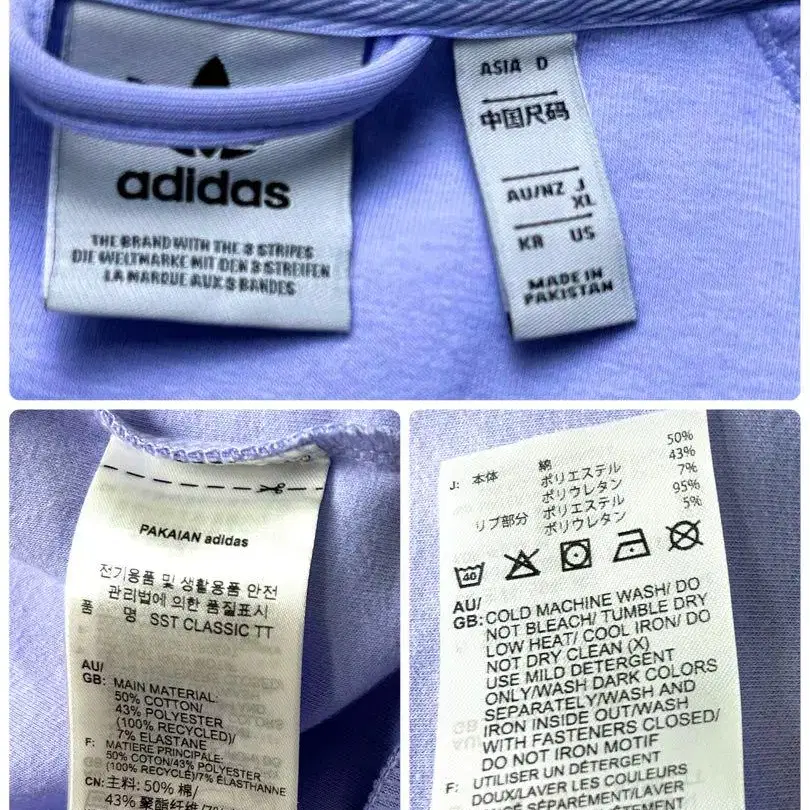 adidas
THE BRAND WITH THE 3 STRIPES
DIE WELTMARKE MIT DEN 3 STREIFEN
LA MARQUE AUX 3 BANDES
ASIA D
中国尺码
AU/NZ J
XL
KR US
MADE IN
PAKISTAN
PAKAIAN adidas
전기용품 및 생활용품 안전
관리법에 의한 품질표시
품 명 SST CLASSIC TT
AU/
GB: MAIN MATERIAL:
50% COTTON/
43% POLYESTER
(100% RECYCLED)/
7% ELASTANE
F: MATIÈRE PRINCIPALE:
50% COTON/43% POLYESTER
(100% RECYCLÉ)/7% ÉLASTHANNE
CN: 主料: 50% 棉/
43% 聚酯纤维/7%
J: 本体 綿 50%
ポリエステル 43%
ポリウレタン 7%
リブ部分 ポリエステル 95%
ポリウレタン 5%
40
AU/
GB: COLD MACHINE WASH/ DO
NOT BLEACH/ TUMBLE DRY
LOW HEAT/ COOL IRON/ DO
NOT DRY CLEAN (X)
USE MILD DETERGENT
ONLY/WASH DARK COLORS
SEPARATELY/WASH AND
IRON INSIDE OUT/WASH
WITH FASTENERS CLOSED/
DO NOT IRON MOTIF
F: UTILISER UN DÉTERGENT
DOUX/LAVER LES COULEURS
SÉPARÉMENT/LAVER